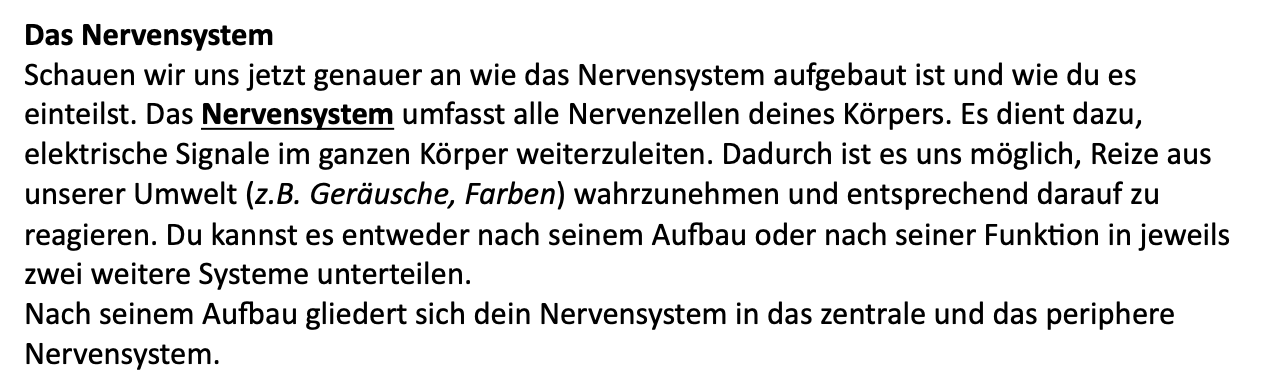 Das Nervensystem
Schauen wir uns jetzt genauer an wie das Nervensystem aufgebaut ist und wie du es
einteilst. Das Nervensystem umfasst alle Nervenzellen deines Körpers. Es dient dazu,
elektrische Signale im ganzen Körper weiterzuleiten. Dadurch ist es uns möglich, Reize aus
unserer Umwelt (z.B. Geräusche, Farben) wahrzunehmen und entsprechend darauf zu
reagieren. Du kannst es entweder nach seinem Aufbau oder nach seiner Funktion in jeweils
zwei weitere Systeme unterteilen.
Nach seinem Aufbau gliedert sich dein Nervensystem in das zentrale und das periphere
Nervensystem.